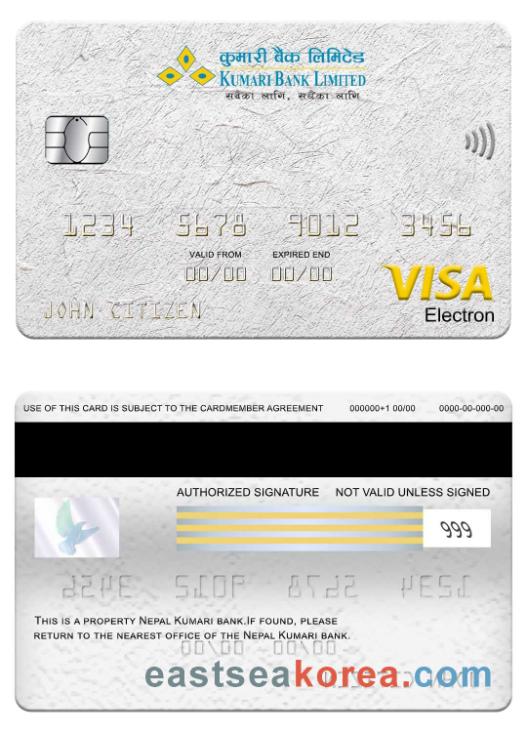 कुमारी बैंक लिमिटेड
KUMARI BANK LIMITED
सबैका लागि, सबैका लागि
1234 5678 9012 3456
VALID FROM EXPIRED END
00/00 00/00
VISA
Electron
JOHN CITIZEN
USE OF THIS CARD IS SUBJECT TO THE CARDMEMBER AGREEMENT 000000+1 00/00 0000-00-000-00
AUTHORIZED SIGNATURE NOT VALID UNLESS SIGNED
999
THIS IS A PROPERTY NEPAL KUMARI BANK.IF FOUND, PLEASE
RETURN TO THE NEAREST OFFICE OF THE NEPAL KUMARI BANK.
eastseakorea.com